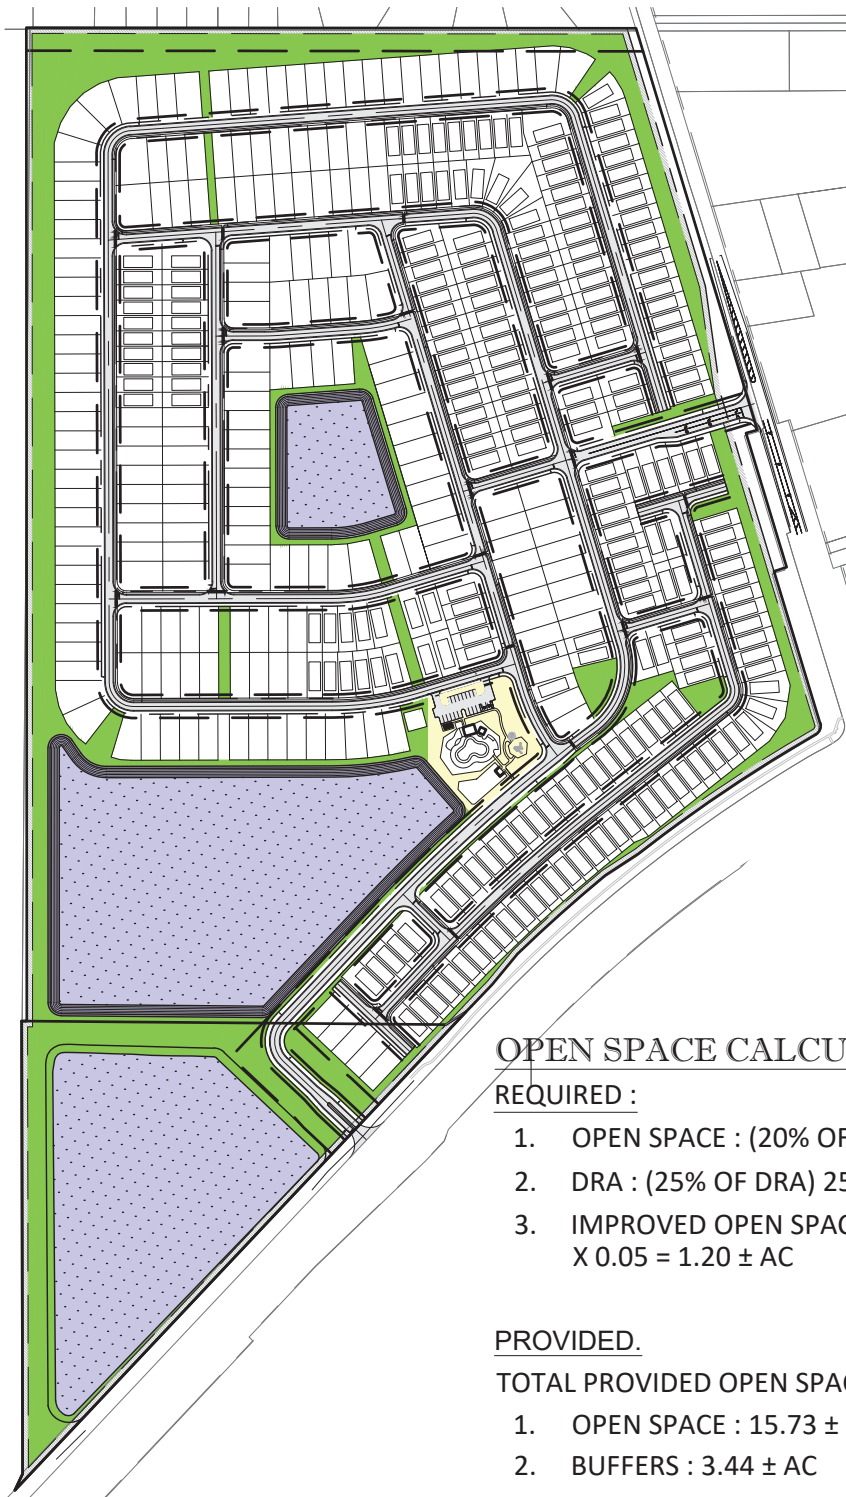 OPEN SPACE CALCU
REQUIRED :
1. OPEN SPACE : (20% OF
2. DRA : (25% OF DRA) 25
3. IMPROVED OPEN SPAC
X 0.05 = 1.20 ± AC
PROVIDED.
TOTAL PROVIDED OPEN SPAC
1. OPEN SPACE : 15.73 ±
2. BUFFERS : 3.44 ± AC